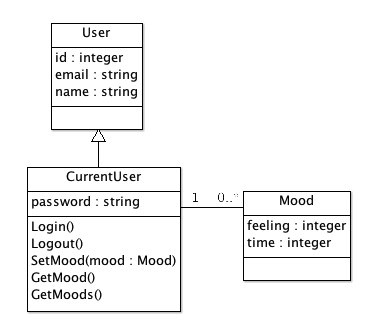 User
id : integer
email : string
name : string
CurrentUser
password : string
Login()
Logout()
SetMood(mood : Mood)
GetMood()
GetMoods()
1 0..*
Mood
feeling : integer
time : integer